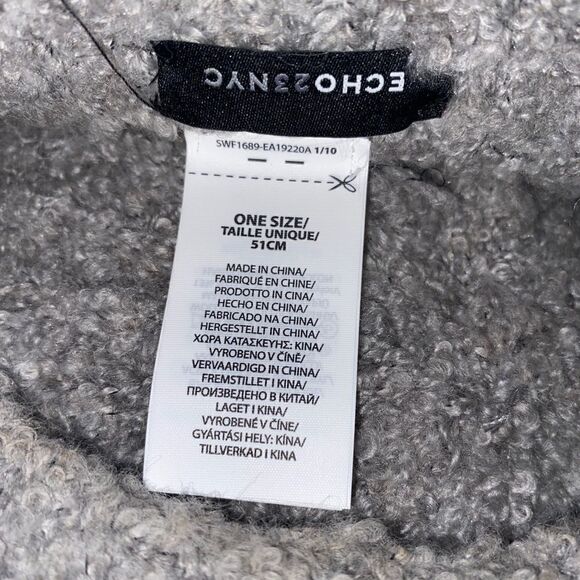 ECHO23NYC
SWF1689-EA19220A 1/10
ONE SIZE/
TAILLE UNIQUE/
51CM
MADE IN CHINA/
FABRIQUÉ EN CHINE/
PRODOTTO IN CINA/
HECHO EN CHINA/
FABRICADO NA CHINA/
HERGESTELLT IN CHINA/
ΧΩΡΑ ΚΑΤΑΣΚΕΥΗΣ: ΚΙΝΑ/
VYROBENO V ČÍNĚ/
VERVAARDIGD IN CHINA/
FREMSTILLET I KINA/
ПРОИЗВЕДЕНО В КИТАЙ/
LAGET I KINA/
VYROBENÉ V ČÍNE/
GYÁRTÁSI HELY: KÍNA/
TILLVERKAD I KINA